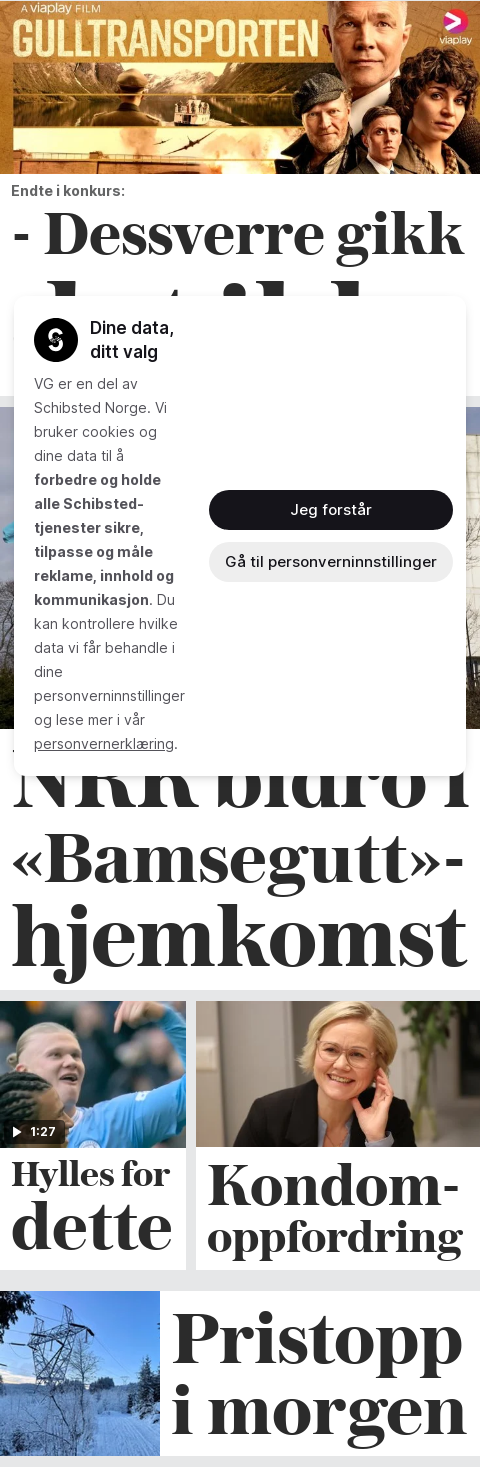 A viaplay FILM
GULLTRANSPORTEN
viaplay
Endte i konkurs:
- Dessverre gikk
Dine data,
ditt valg
VG er en del av
Schibsted Norge. Vi
bruker cookies og
dine data til å
forbedre og holde
alle Schibsted-
tjenester sikre,
tilpasse og måle
reklame, innhold og
kommunikasjon. Du
kan kontrollere hvilke
data vi får behandle i
dine
personverninnstillinger
og lese mer i vår
personvernerklæring.
Jeg forstår
Gå til personverninnstillinger
NRK bidro i
«Bamsegutt»-
hjemkomst
1:27
Hylles for
dette
Kondom-
oppfordring
Pristopp
i morgen